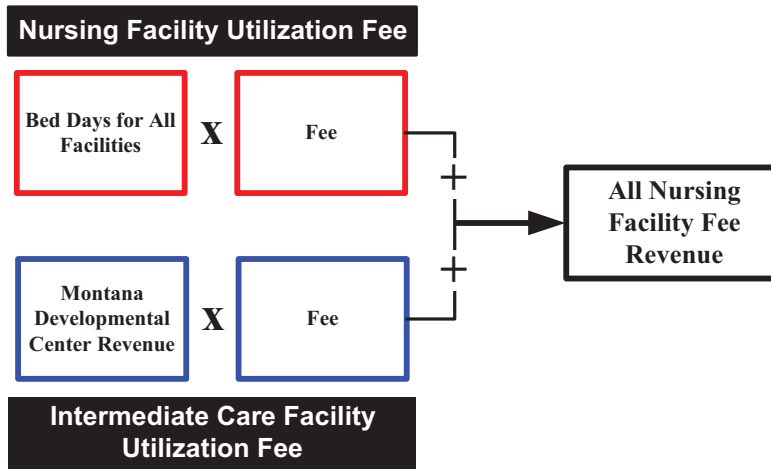 Nursing Facility Utilization Fee
Bed Days for All
Facilities
X
Fee
+
All Nursing
Facility Fee
Revenue
+
Montana
Developmental
Center Revenue
X
Fee
Intermediate Care Facility
Utilization Fee